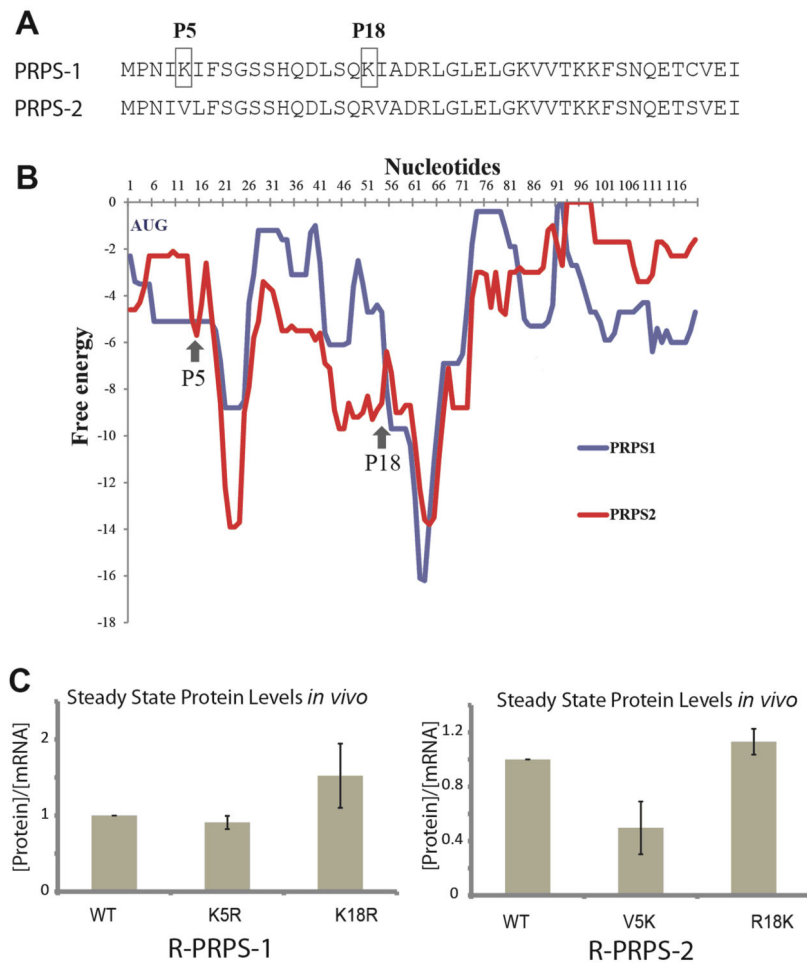 A
P5 P18
PRPS-1 MPNIKIFSGSSHQDLSQKIADRLGLELGKVVTKKFSNQETCVEI
PRPS-2 MPNIVLFSGSSHQDLSQRVADRLGLELGKVVTKKFSNQETSVEI
B
Nucleotides
1 6 11 16 21 26 31 36 41 46 51 56 61 66 71 76 81 86 91 96 101 106 111 116
0
-2
-4
-6
-8
-10
-12
-14
-16
-18
Free energy
AUG
P5
P18
PRPS1
PRPS2
C
Steady State Protein Levels in vivo
[Protein]/[mRNA]
2
1
0
WT K5R K18R
R-PRPS-1
Steady State Protein Levels in vivo
[Protein]/[mRNA]
1.2
0.8
0.4
0
WT V5K R18K
R-PRPS-2